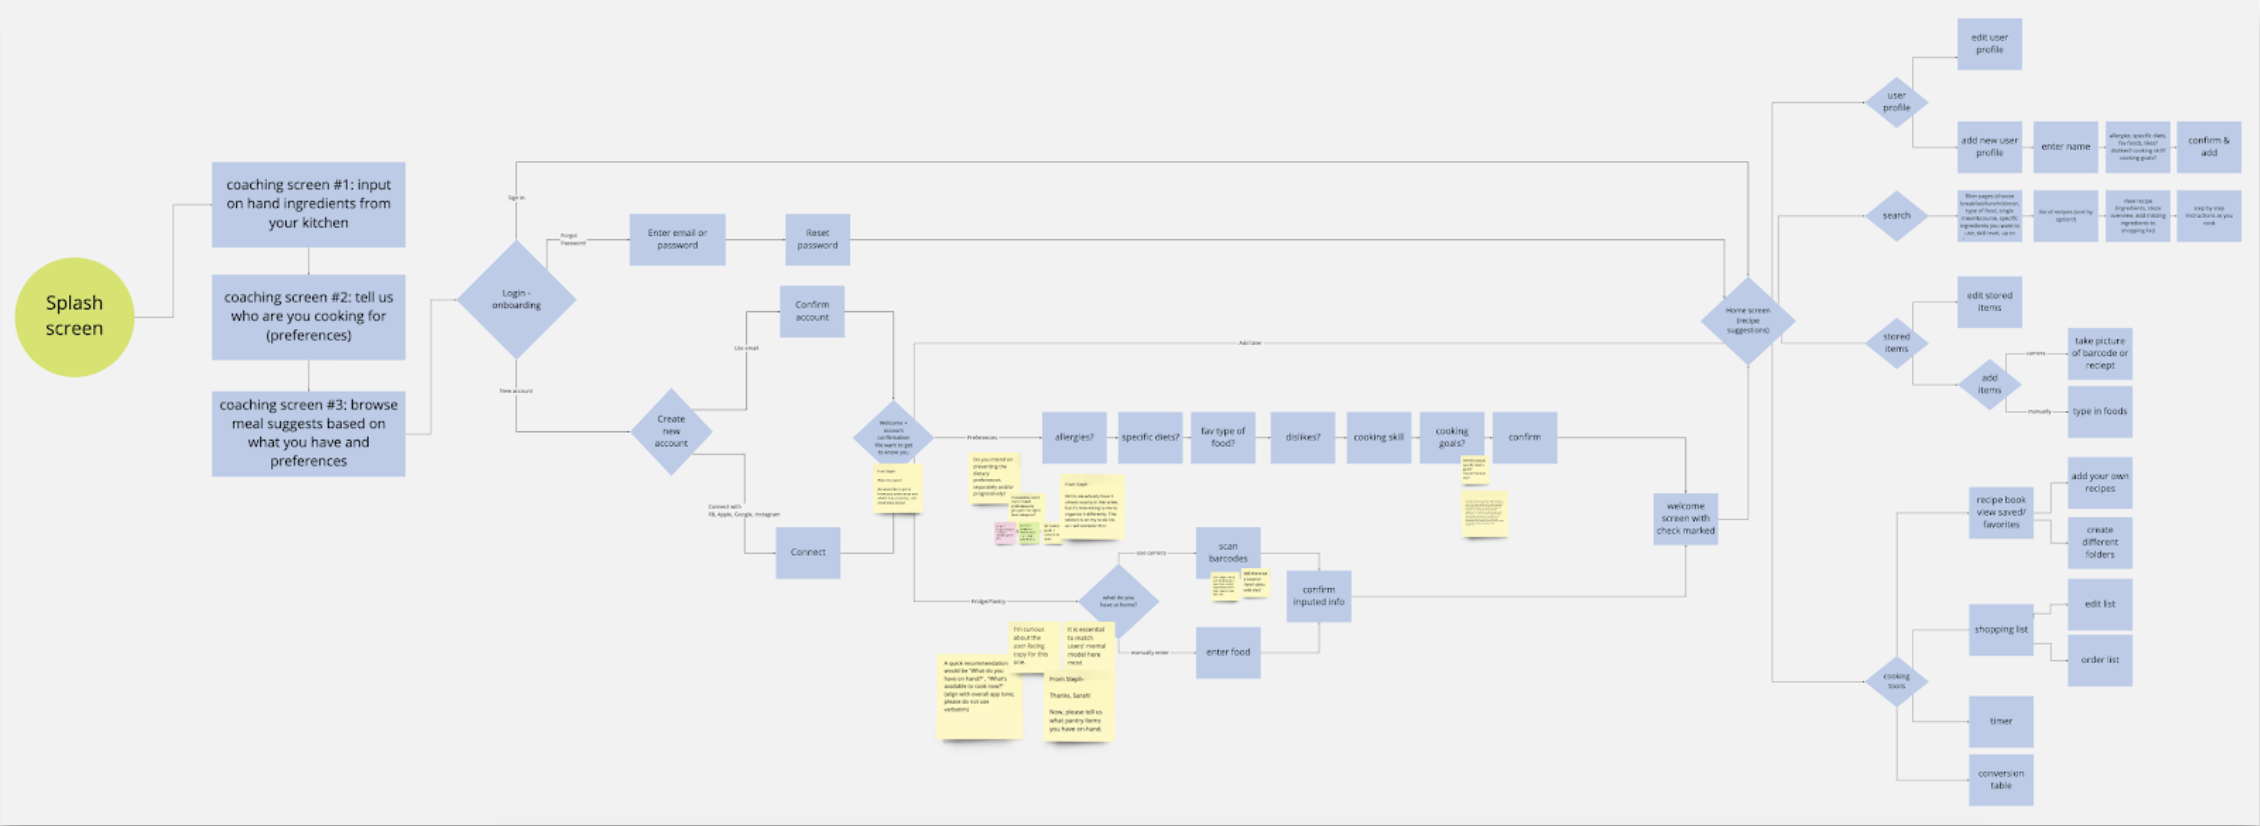 Splash
screen
coaching screen #1: input
on hand ingredients from
your kitchen
coaching screen #2: tell us
who are you cooking for
(preferences)
coaching screen #3: browse
meal suggests based on
what you have and
preferences
Login -
onboarding
Sign in
Forgot
Password
Enter email or
password
Reset
password
New account
Create
new
account
Use email
Confirm
account
Connect with
FB, Apple, Google, Instagram
Connect
Welcome +
account
confirmation
We want to get
to know you
From Steph-
Add later
Preferences
allergies?
specific diets?
fav type of
food?
dislikes?
cooking skill
cooking
goals?
confirm
Do you intend on
presenting the
dietary
preferences
separately and/or
progressively?
From Steph -
Fridge/Pantry
what do you
have at home?
use camera
scan
barcodes
manually enter
enter food
confirm
inputed info
I'm curious
about the
user-facing
copy for this
one.
It is essential
to match
users' mental
model here
most
A quick recommendation
would be "What do you
have on hand?" , "What's
available to cook now?"
(align with overall app tone,
please do not use
verbatim)
From Steph-
Thanks, Sarah!
Now, please tell us
what pantry items
you have on-hand.
welcome
screen with
check marked
Home screen
(recipe
suggestions)
user
profile
edit user
profile
add new user
profile
enter name
allergies, specific diets,
fav foods, likes?
dislikes? cooking skill?
cooking goals?
confirm &
add
search
filter pages (choose
breakfast/lunch/dinner,
type of food, single
meal/course, specific
ingredients you want to
use, skill level, up to
list of recipes (sort by
option?)
view recipe
(ingredients, steps
overview, add missing
ingredients to
shopping list)
step by step
instructions as you
cook
stored
items
edit stored
items
add
items
camera
take picture
of barcode or
reciept
manually
type in foods
cooking
tools
recipe book
view saved/
favorites
add your own
recipes
create
different
folders
shopping list
edit list
order list
timer
conversion
table